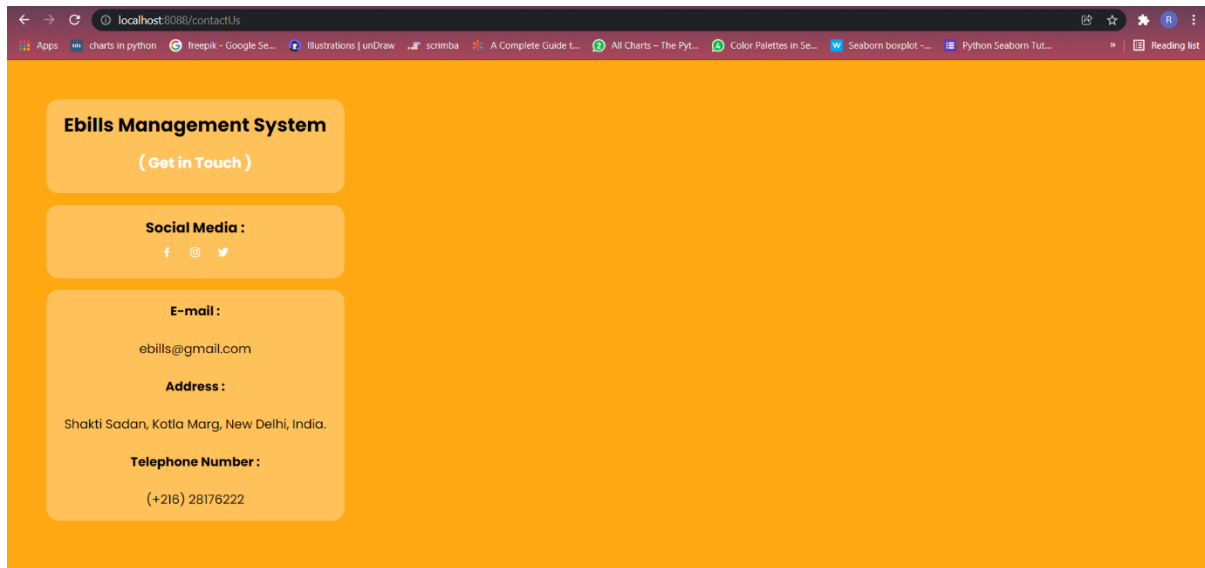 localhost:8088/contactUs
R
Apps charts in python freepik - Google Se... Illustrations | unDraw scrimba A Complete Guide t... All Charts – The Pyt... Color Palettes in Se... W Seaborn boxplot -... Python Seaborn Tut... » Reading list
Ebills Management System
( Get in Touch )
Social Media :
E-mail :
ebills@gmail.com
Address :
Shakti Sadan, Kotla Marg, New Delhi, India.
Telephone Number :
(+216) 28176222